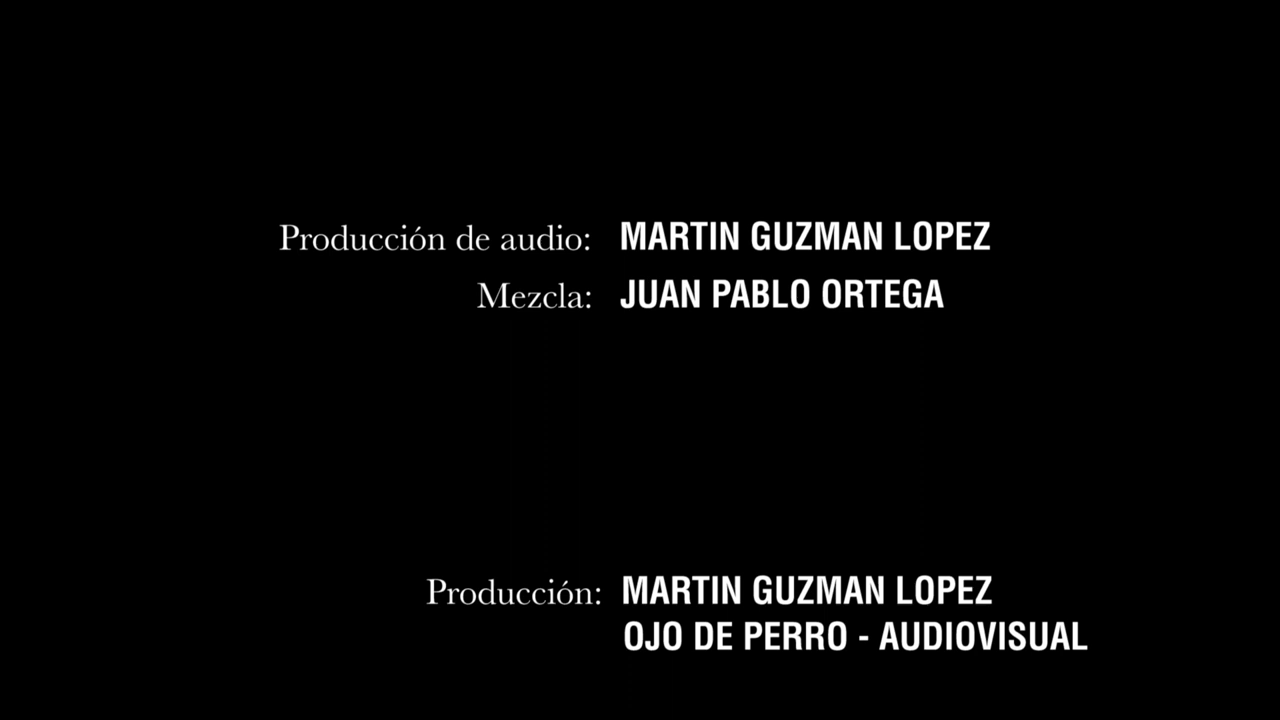 Producción de audio: MARTIN GUZMAN LOPEZ
Mezcla: JUAN PABLO ORTEGA
Producción: MARTIN GUZMAN LOPEZ
OJO DE PERRO - AUDIOVISUAL